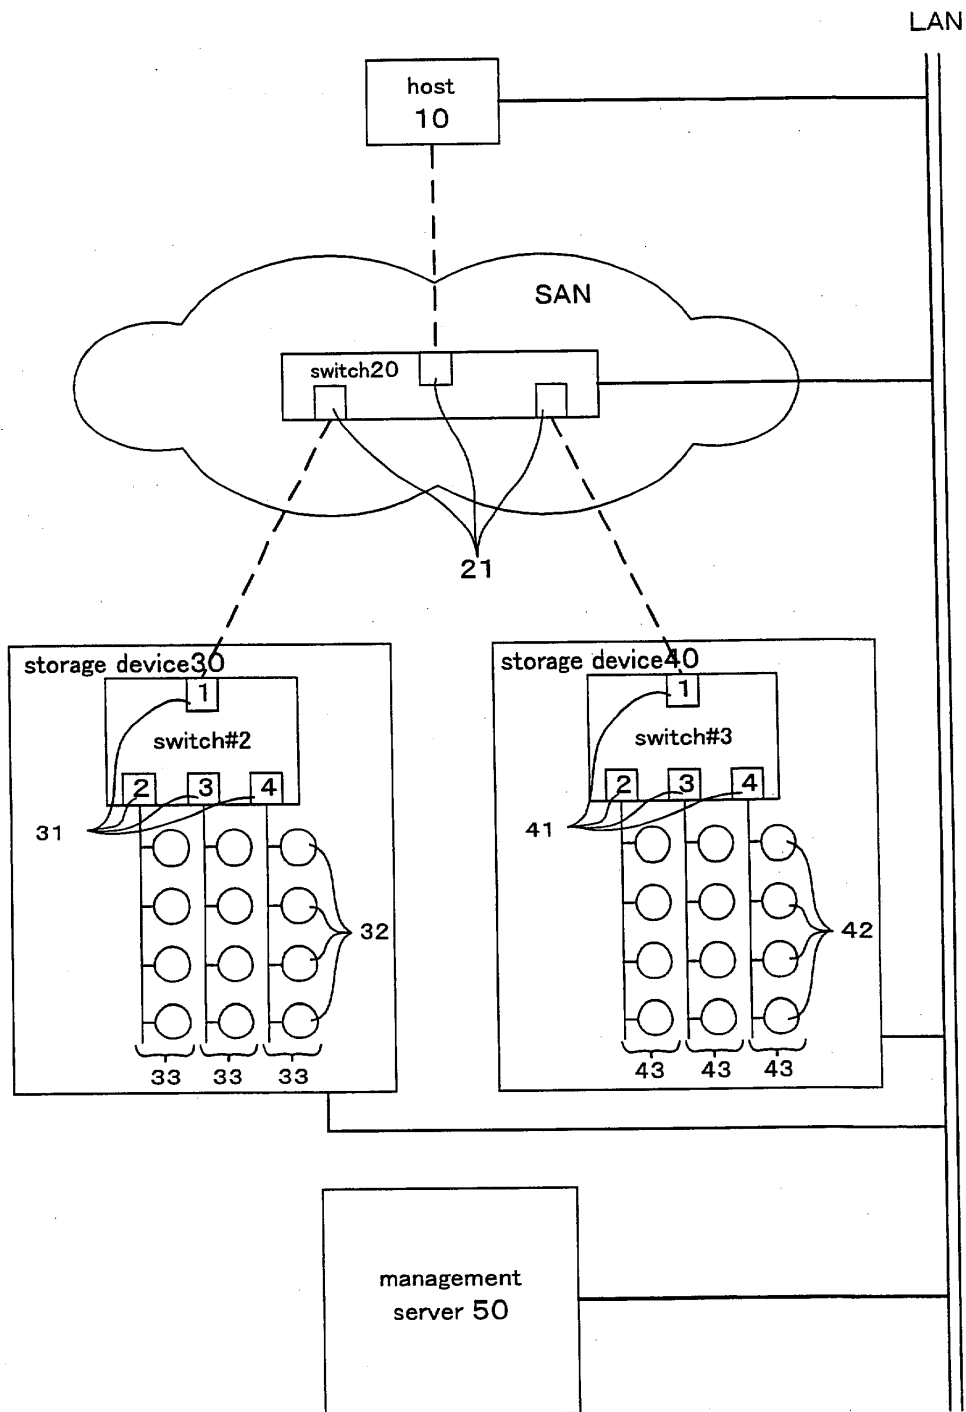 LAN
host
10
SAN
switch20
21
storage device30
1
switch#2
2 3 4
31
32
33 33 33
storage device40
1
switch#3
2 3 4
41
42
43 43 43
management
server 50